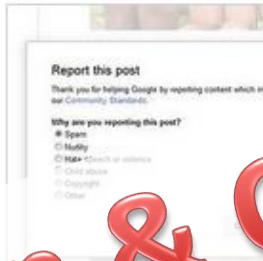 Report this post
Thank you for helping Google by reporting content which
our Community Standards.
Why are you reporting this post?
Spam
Nudity
Hate speech or violence
Child abuse
Copyright
Other
&